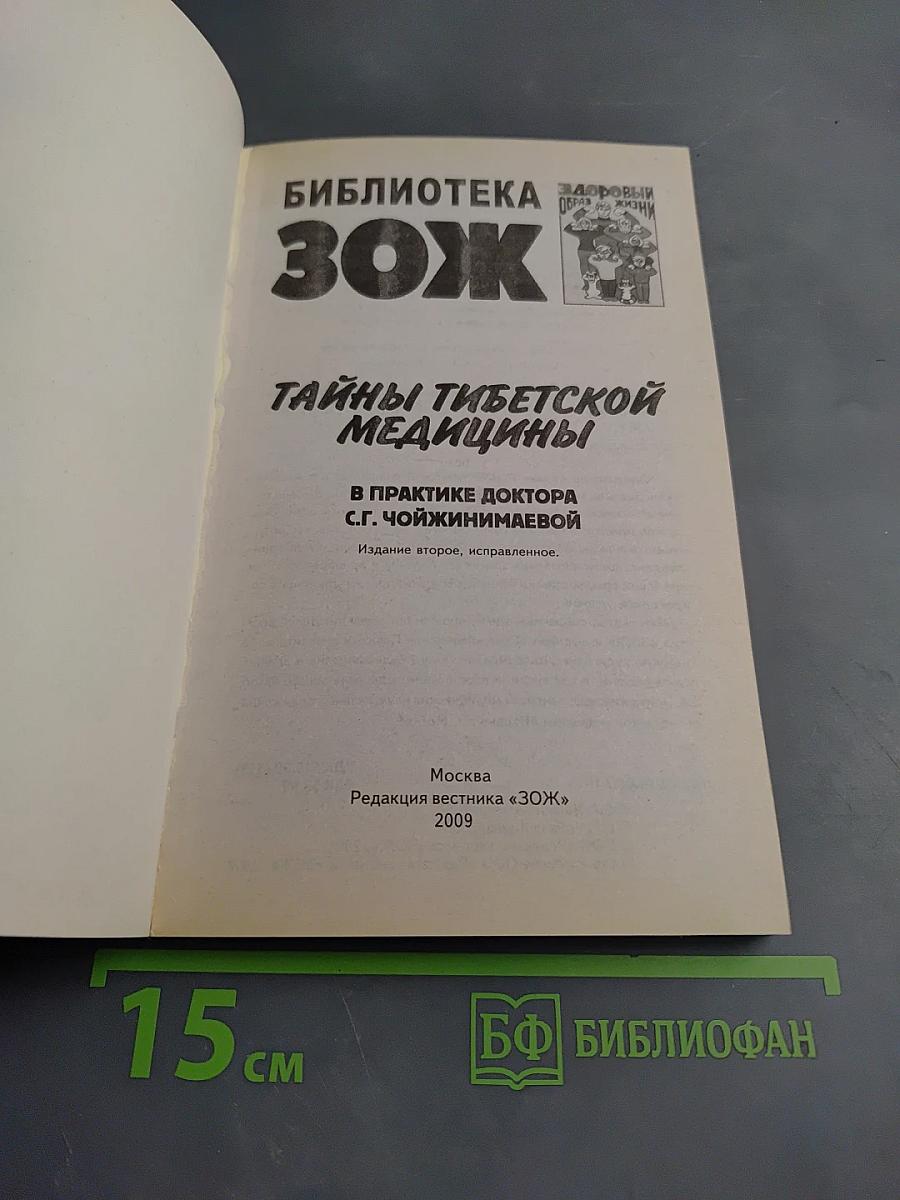 БИБЛИОТЕКА
ЗОЖ
ЗДОРОВЫЙ
ОБРАЗ ЖИЗНИ
ТАЙНЫ ТИБЕТСКОЙ
МЕДИЦИНЫ
В ПРАКТИКЕ ДОКТОРА
С.Г. ЧОЙЖИНИМАЕВОЙ
Издание второе, исправленное.
Москва
Редакция вестника «ЗОЖ»
2009
15 см
БФ БИБЛИОФАН